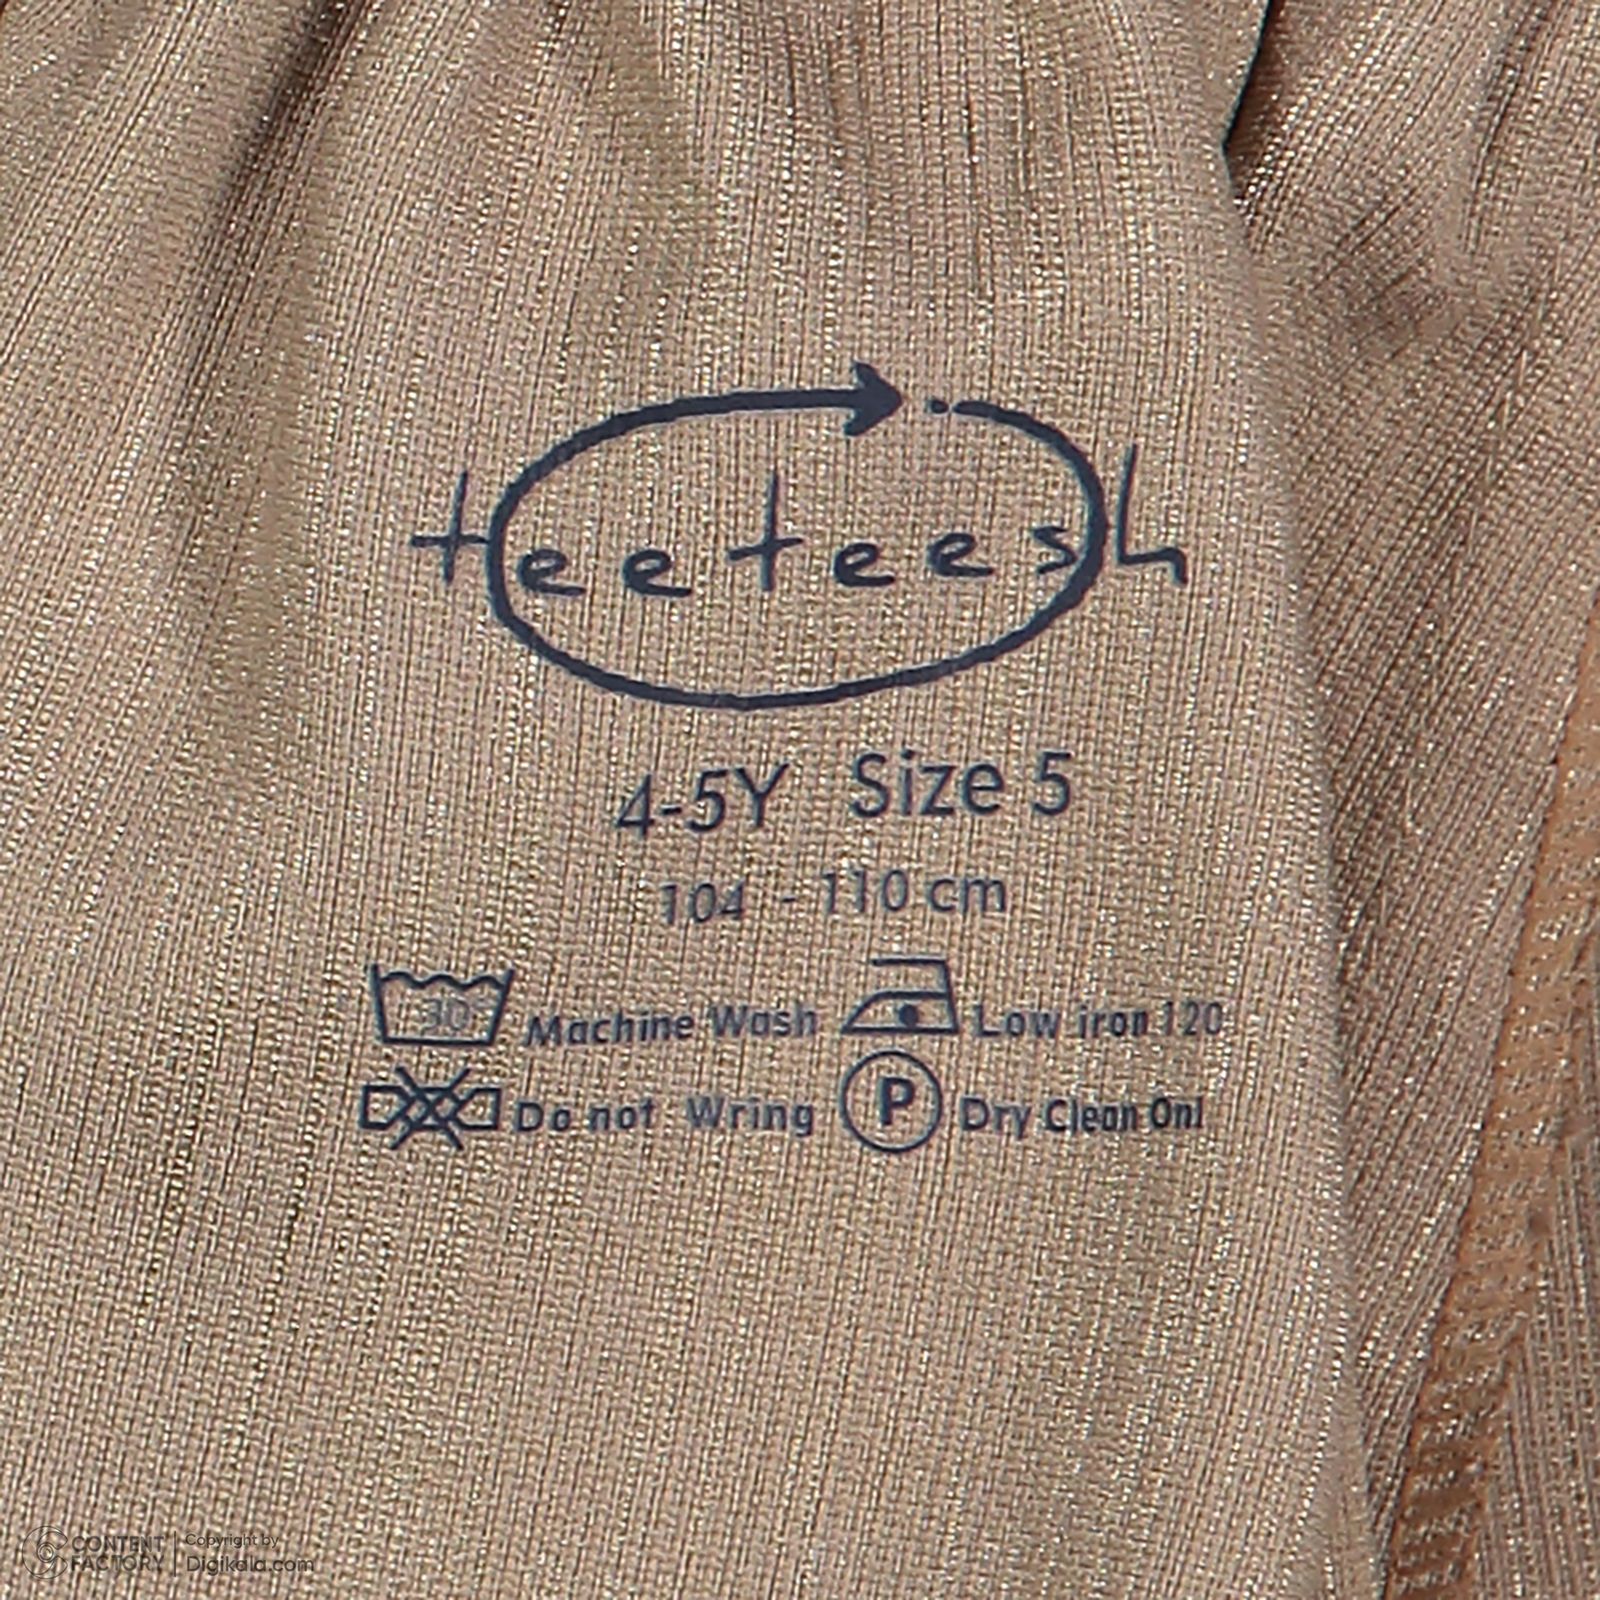 teeteesh
4-5Y Size 5
104 - 110 cm
30° Machine Wash Low iron 120
Do not Wring P Dry Clean Onl
CONTENT FACTORY Copyright by Digikala.com